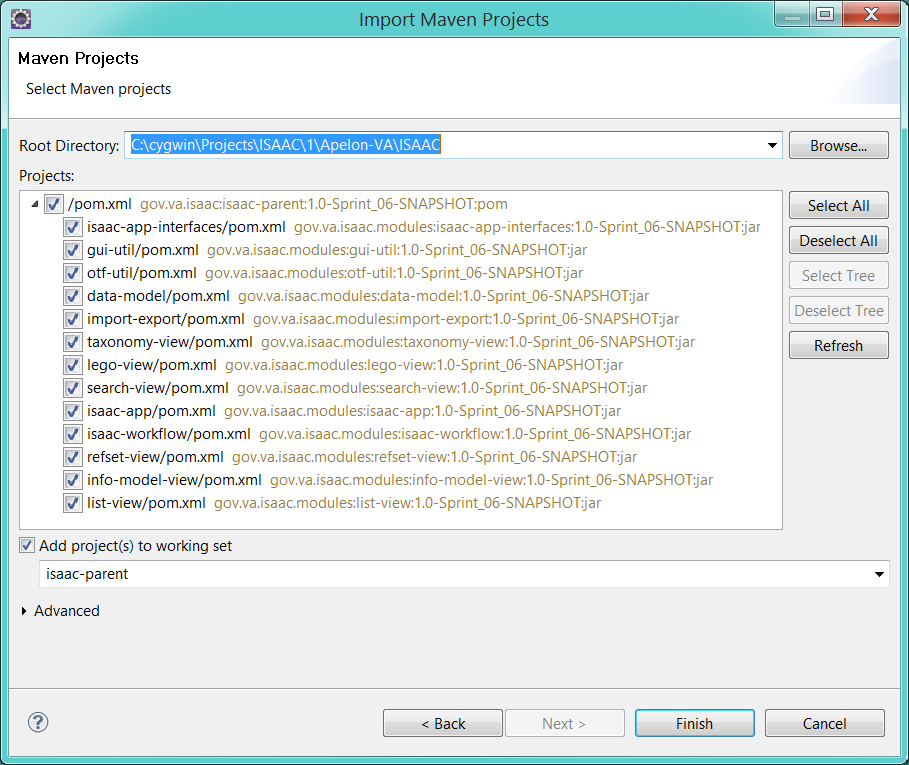 Import Maven Projects
Maven Projects
Select Maven projects
Root Directory: C:\cygwin\Projects\ISAAC\1\Apelon-VA\ISAAC Browse...
Projects:
/pom.xml gov.va.isaac:isaac-parent:1.0-Sprint_06-SNAPSHOT:pom Select All
isaac-app-interfaces/pom.xml gov.va.isaac.modules:isaac-app-interfaces:1.0-Sprint_06-SNAPSHOT:jar
gui-util/pom.xml gov.va.isaac.modules:gui-util:1.0-Sprint_06-SNAPSHOT:jar Deselect All
otf-util/pom.xml gov.va.isaac.modules:otf-util:1.0-Sprint_06-SNAPSHOT:jar Select Tree
data-model/pom.xml gov.va.isaac.modules:data-model:1.0-Sprint_06-SNAPSHOT:jar
import-export/pom.xml gov.va.isaac.modules:import-export:1.0-Sprint_06-SNAPSHOT:jar Deselect Tree
taxonomy-view/pom.xml gov.va.isaac.modules:taxonomy-view:1.0-Sprint_06-SNAPSHOT:jar Refresh
lego-view/pom.xml gov.va.isaac.modules:lego-view:1.0-Sprint_06-SNAPSHOT:jar
search-view/pom.xml gov.va.isaac.modules:search-view:1.0-Sprint_06-SNAPSHOT:jar
isaac-app/pom.xml gov.va.isaac.modules:isaac-app:1.0-Sprint_06-SNAPSHOT:jar
isaac-workflow/pom.xml gov.va.isaac.modules:isaac-workflow:1.0-Sprint_06-SNAPSHOT:jar
refset-view/pom.xml gov.va.isaac.modules:refset-view:1.0-Sprint_06-SNAPSHOT:jar
info-model-view/pom.xml gov.va.isaac.modules:info-model-view:1.0-Sprint_06-SNAPSHOT:jar
list-view/pom.xml gov.va.isaac.modules:list-view:1.0-Sprint_06-SNAPSHOT:jar
Add project(s) to working set
isaac-parent
Advanced
? < Back Next > Finish Cancel